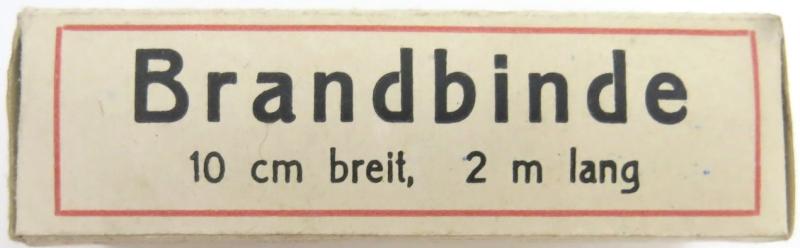 Brandbinde
10 cm breit, 2 m lang